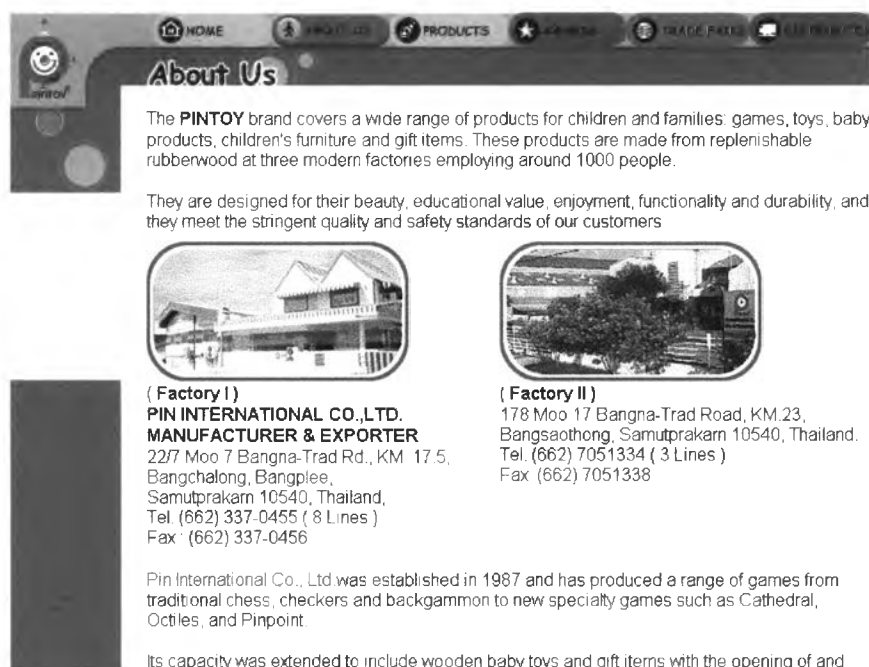 HOME
PRODUCTS
About Us
The PINTOY brand covers a wide range of products for children and families: games, toys, baby
products, children's furniture and gift items. These products are made from replenishable
rubberwood at three modern factories employing around 1000 people.
They are designed for their beauty, educational value, enjoyment, functionality and durability, and
they meet the stringent quality and safety standards of our customers
( Factory I )
PIN INTERNATIONAL CO.,LTD.
MANUFACTURER & EXPORTER
22/7 Moo 7 Bangna-Trad Rd., KM 17.5,
Bangchalong, Bangplee,
Samutprakarn 10540, Thailand,
Tel. (662) 337-0455 ( 8 Lines )
Fax : (662) 337-0456
( Factory II )
178 Moo 17 Bangna-Trad Road, KM.23,
Bangsaothong, Samutprakarn 10540, Thailand.
Tel. (662) 7051334 ( 3 Lines )
Fax (662) 7051338
Pin International Co., Ltd.was established in 1987 and has produced a range of games from
traditional chess, checkers and backgammon to new specialty games such as Cathedral,
Octiles, and Pinpoint.
Its capacity was extended to include wooden baby toys and gift items with the opening of and